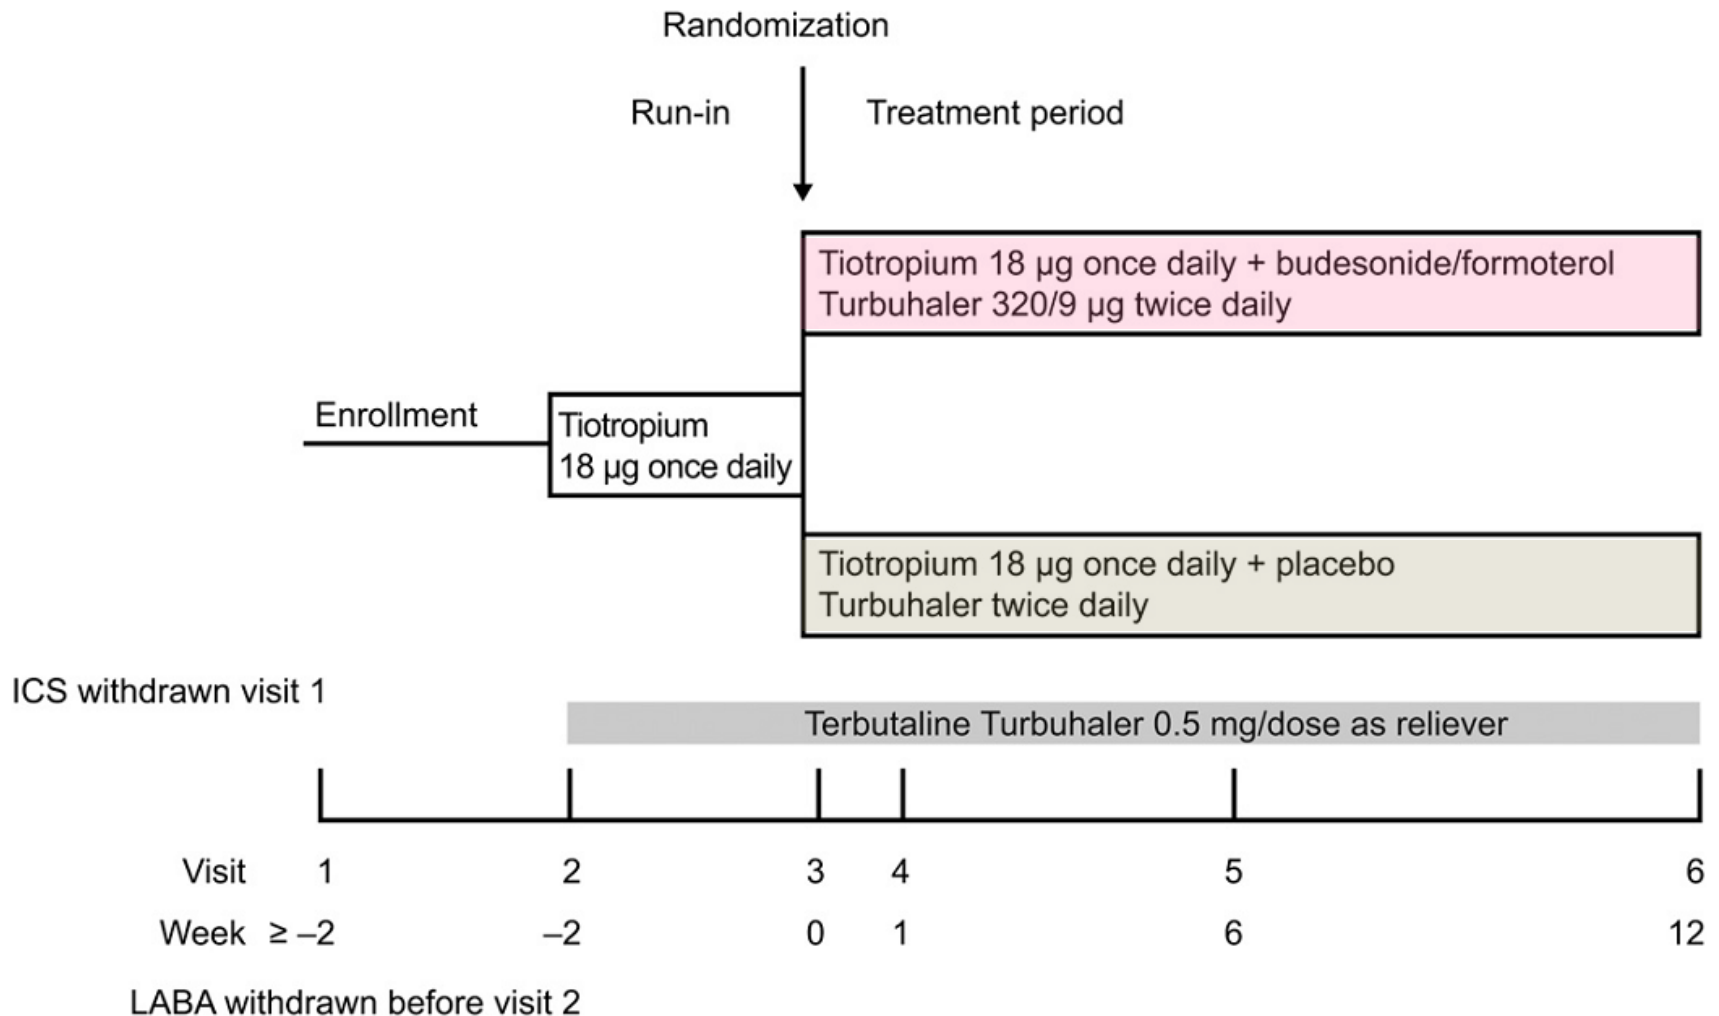 Randomization
Run-in
Treatment period
Tiotropium 18 µg once daily + budesonide/formoterol
Turbuhaler 320/9 µg twice daily
Enrollment
Tiotropium
18 µg once daily
Tiotropium 18 µg once daily + placebo
Turbuhaler twice daily
ICS withdrawn visit 1
Terbutaline Turbuhaler 0.5 mg/dose as reliever
Visit 1 2 3 4 5 6
Week ≥ –2 –2 0 1 6 12
LABA withdrawn before visit 2